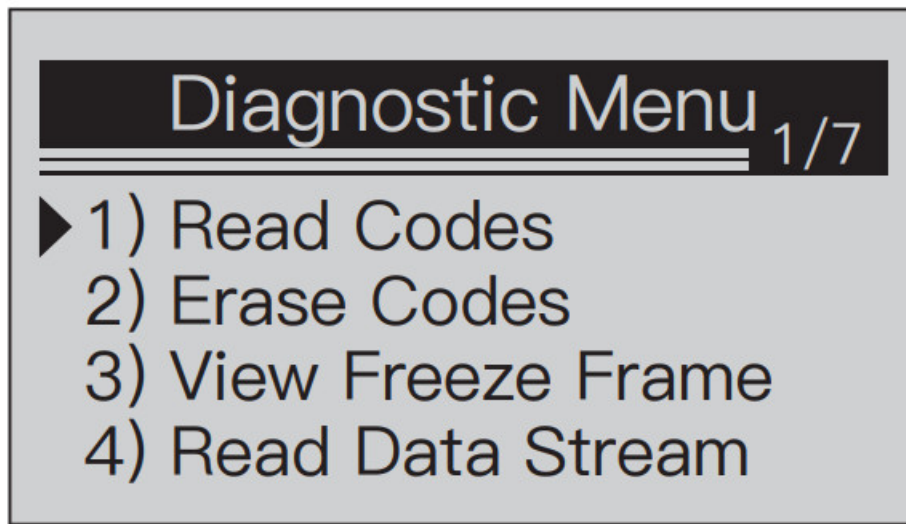 Diagnostic Menu 1/7
1) Read Codes
2) Erase Codes
3) View Freeze Frame
4) Read Data Stream